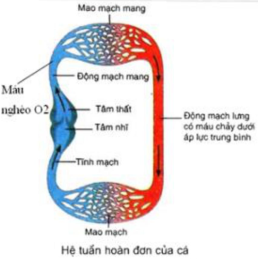 Mao mạch mang
Động mạch mang
Máu
nghèo O2
Tâm thất
Tâm nhĩ
Động mạch lưng
có máu chảy dưới
áp lực trung bình
Tĩnh mạch
Mao mạch
Hệ tuần hoàn đơn của cá